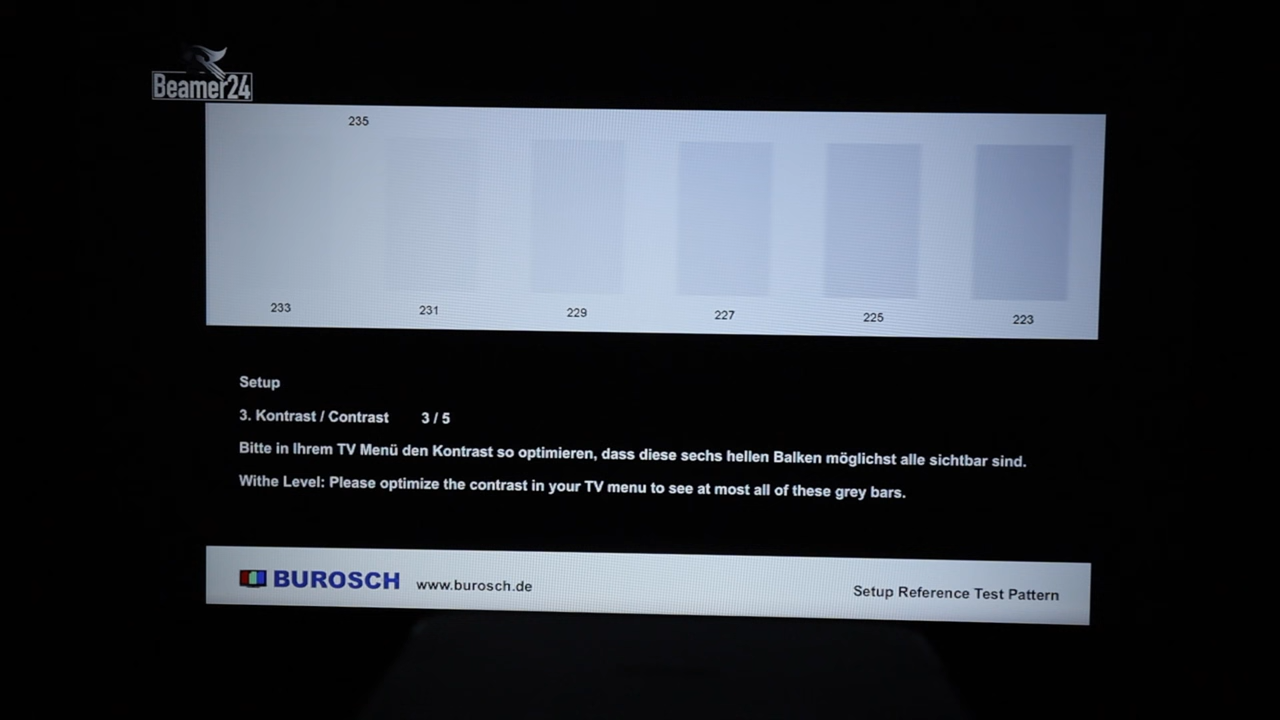 Beamer24
235
233 231 229 227 225 223
Setup
3. Kontrast / Contrast 3 / 5
Bitte in Ihrem TV Menü den Kontrast so optimieren, dass diese sechs hellen Balken möglichst alle sichtbar sind.
Withe Level: Please optimize the contrast in your TV menu to see at most all of these grey bars.
BUROSCH www.burosch.de Setup Reference Test Pattern